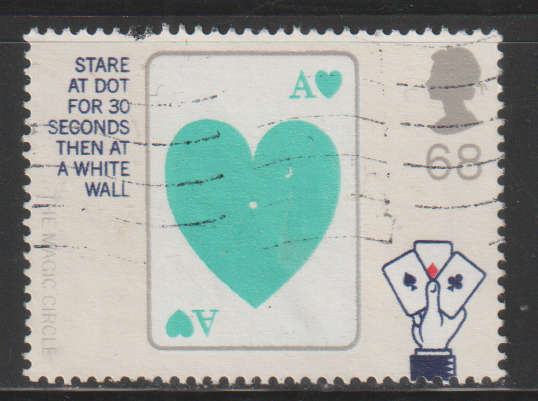 STARE
AT DOT
FOR 30
SECONDS
THEN AT
A WHITE
WALL
A
68
A
THE MAGIC CIRCLE